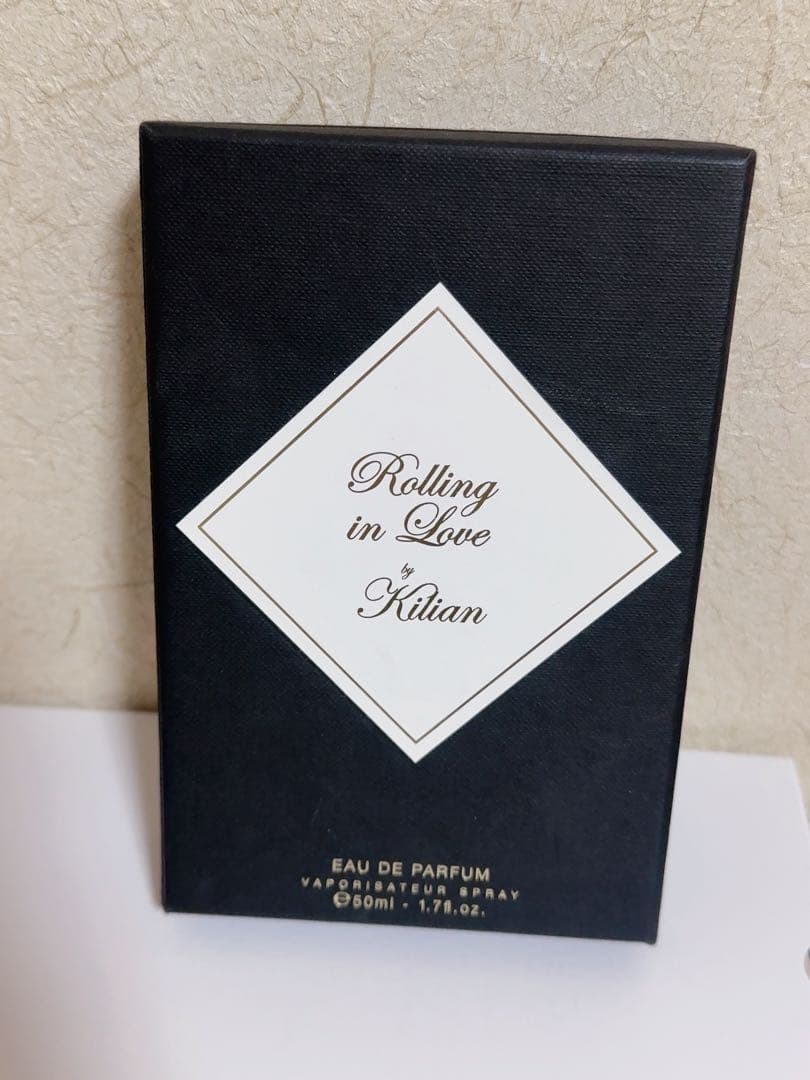 Rolling
in Love
by
Kilian
EAU DE PARFUM
VAPORISATEUR SPRAY
℮50ml - 1.7fl.oz.